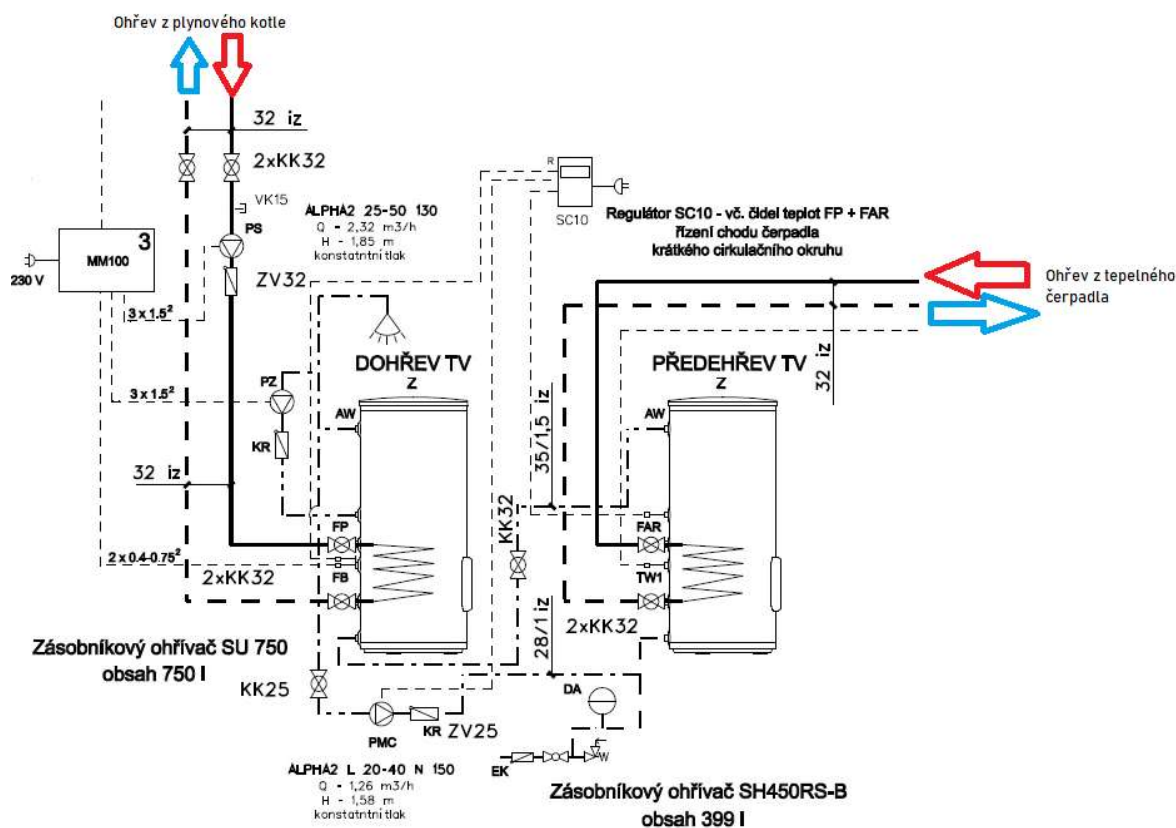 Ohřev z plynového kotle
32 iz
2xKK32
VK15
PS
ALPHA2 25-50 130
Q - 2,32 m3/h
H - 1,85 m
konstatntní tlak
3
MM100
230 V
ZV32
3 x 1.5²
R
SC10
Regulátor SC10 - vč. čidel teplot FP + FAR
řízení chodu čerpadla
krátkého cirkulačního okruhu
Ohřev z tepelného
čerpadla
DOHŘEV TV
Z
PŘEDEHŘEV TV
Z
32 iz
PZ
3 x 1.5²
AW
AW
KR
35/1,5 iz
32 iz
KK32
FP
FAR
2 x 0.4-0.75²
FB
TW1
2xKK32
2xKK32
28/1 iz
Zásobníkový ohřívač SU 750
obsah 750 l
KK25
DA
KR
ZV25
PMC
EK
W
ALPHA2 L 20-40 N 150
Q - 1,26 m3/h
H - 1,58 m
konstatntní tlak
Zásobníkový ohřívač SH450RS-B
obsah 399 l